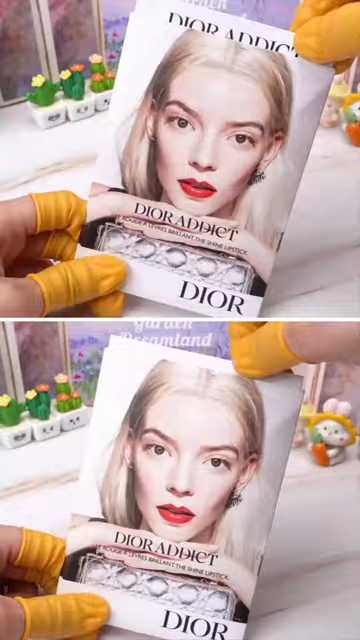 DIOR ADDICT
DIOR ADDICT
ROUGE À LÈVRES BRILLANT. THE SHINE LIPSTICK.
DIOR
Garden
Dreamland
DIOR ADDICT
ROUGE À LÈVRES BRILLANT. THE SHINE LIPSTICK.
DIOR